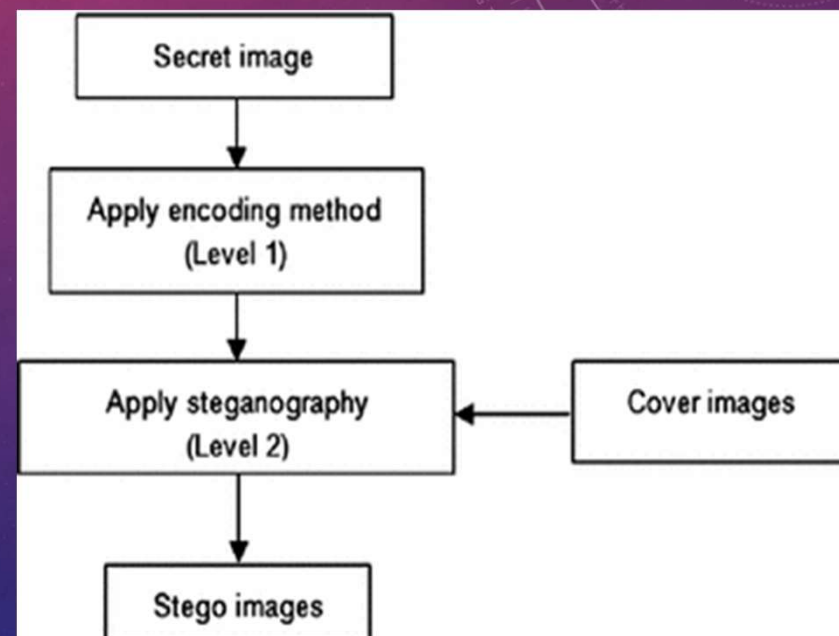 Secret image
Apply encoding method
(Level 1)
Apply steganography
(Level 2)
Cover images
Stego images